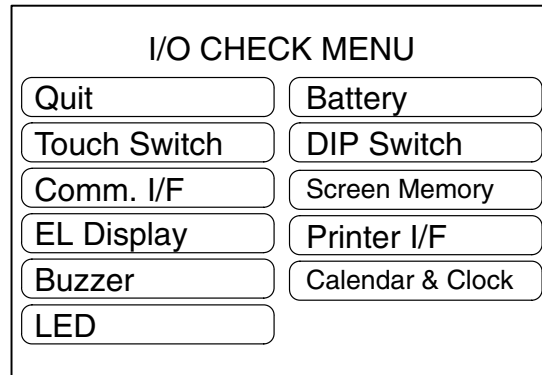 I/O CHECK MENU
Quit
Battery
Touch Switch
DIP Switch
Comm. I/F
Screen Memory
EL Display
Printer I/F
Buzzer
Calendar & Clock
LED